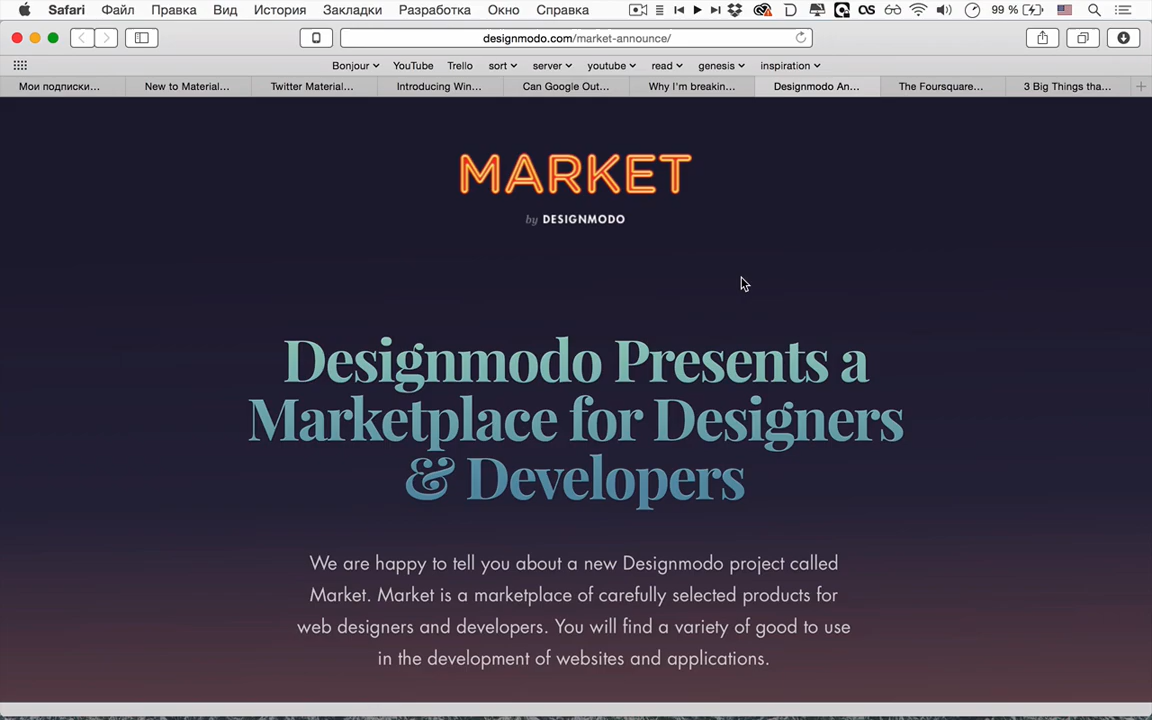 Safari Файл Правка Вид История Закладки Разработка Окно Справка 99 %
designmodo.com/market-announce/
Bonjour YouTube Trello sort server youtube read genesis inspiration
Мои подписки... New to Material... Twitter Material... Introducing Win... Can Google Out... Why I'm breakin... Designmodo An... The Foursquare... 3 Big Things tha...
MARKET
by DESIGNMODO
Designmodo Presents a
Marketplace for Designers
& Developers
We are happy to tell you about a new Designmodo project called
Market. Market is a marketplace of carefully selected products for
web designers and developers. You will find a variety of good to use
in the development of websites and applications.